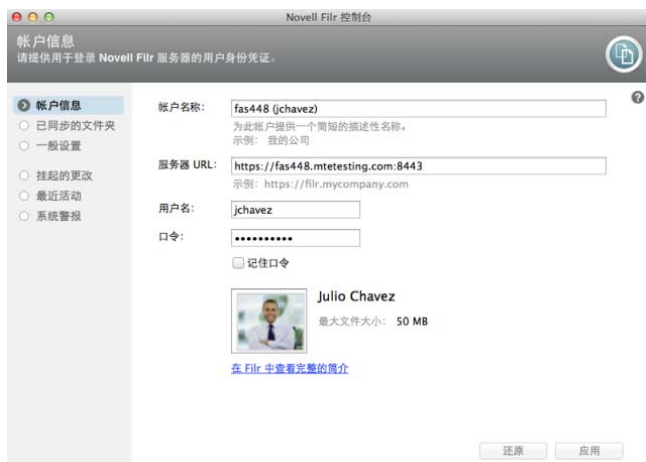 Novell Filr 控制台
帐户信息
请提供用于登录 Novell Filr 服务器的用户身份凭证。
帐户信息
已同步的文件夹
一般设置
挂起的更改
最近活动
系统警报
帐户名称:
fas448 (jchavez)
为此帐户提供一个简短的描述性名称。
示例: 我的公司
服务器 URL:
https://fas448.mtetesting.com:8443
示例: https://filr.mycompany.com
用户名:
jchavez
口令:
••••••••••
记住口令
Julio Chavez
最大文件大小: 50 MB
在 Filr 中查看完整的简介
还原
应用